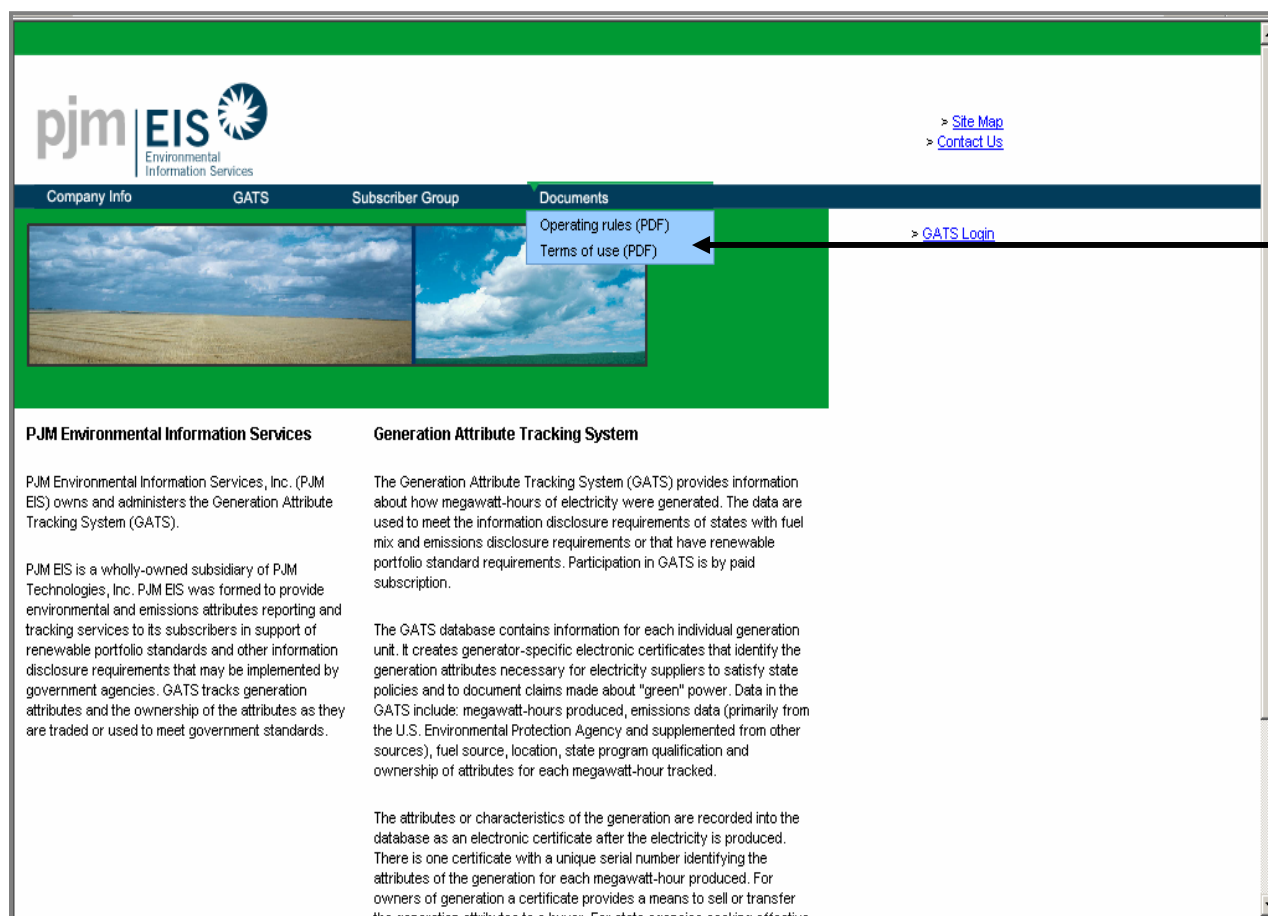 pjm EIS
Environmental
Information Services
> Site Map
> Contact Us
Company Info GATS Subscriber Group Documents
Operating rules (PDF)
Terms of use (PDF)
> GATS Login
PJM Environmental Information Services
PJM Environmental Information Services, Inc. (PJM
EIS) owns and administers the Generation Attribute
Tracking System (GATS).
PJM EIS is a wholly-owned subsidiary of PJM
Technologies, Inc. PJM EIS was formed to provide
environmental and emissions attributes reporting and
tracking services to its subscribers in support of
renewable portfolio standards and other information
disclosure requirements that may be implemented by
government agencies. GATS tracks generation
attributes and the ownership of the attributes as they
are traded or used to meet government standards.
Generation Attribute Tracking System
The Generation Attribute Tracking System (GATS) provides information
about how megawatt-hours of electricity were generated. The data are
used to meet the information disclosure requirements of states with fuel
mix and emissions disclosure requirements or that have renewable
portfolio standard requirements. Participation in GATS is by paid
subscription.
The GATS database contains information for each individual generation
unit. It creates generator-specific electronic certificates that identify the
generation attributes necessary for electricity suppliers to satisfy state
policies and to document claims made about "green" power. Data in the
GATS include: megawatt-hours produced, emissions data (primarily from
the U.S. Environmental Protection Agency and supplemented from other
sources), fuel source, location, state program qualification and
ownership of attributes for each megawatt-hour tracked.
The attributes or characteristics of the generation are recorded into the
database as an electronic certificate after the electricity is produced.
There is one certificate with a unique serial number identifying the
attributes of the generation for each megawatt-hour produced. For
owners of generation a certificate provides a means to sell or transfer
the generation attributes to a buyer. For state agencies seeking effective